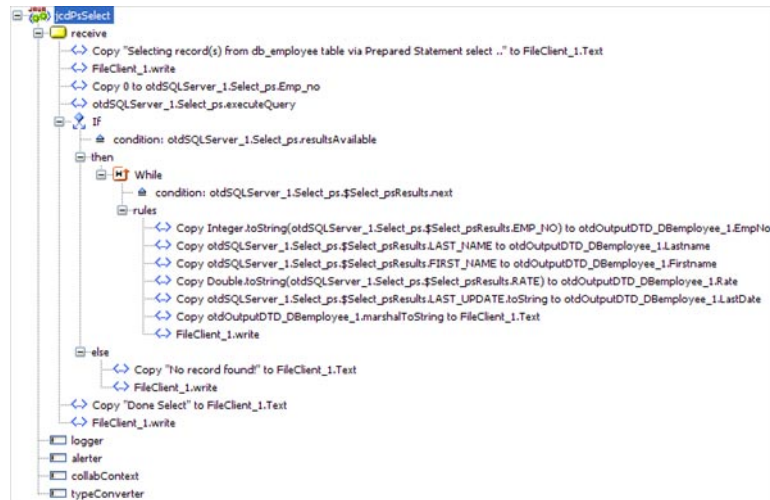 jcdPsSelect
receive
Copy "Selecting record(s) from db_employee table via Prepared Statement select .." to FileClient_1.Text
FileClient_1.write
Copy 0 to otdSQLServer_1.Select_ps.Emp_no
otdSQLServer_1.Select_ps.executeQuery
If
condition: otdSQLServer_1.Select_ps.resultsAvailable
then
While
condition: otdSQLServer_1.Select_ps.$Select_psResults.next
rules
Copy Integer.toString(otdSQLServer_1.Select_ps.$Select_psResults.EMP_NO) to otdOutputDTD_DBemployee_1.EmpNo
Copy otdSQLServer_1.Select_ps.$Select_psResults.LAST_NAME to otdOutputDTD_DBemployee_1.Lastname
Copy otdSQLServer_1.Select_ps.$Select_psResults.FIRST_NAME to otdOutputDTD_DBemployee_1.Firstname
Copy Double.toString(otdSQLServer_1.Select_ps.$Select_psResults.RATE) to otdOutputDTD_DBemployee_1.Rate
Copy otdSQLServer_1.Select_ps.$Select_psResults.LAST_UPDATE.toString to otdOutputDTD_DBemployee_1.LastDate
Copy otdOutputDTD_DBemployee_1.marshalToString to FileClient_1.Text
FileClient_1.write
else
Copy "No record found!" to FileClient_1.Text
FileClient_1.write
Copy "Done Select" to FileClient_1.Text
FileClient_1.write
logger
alerter
collabContext
typeConverter